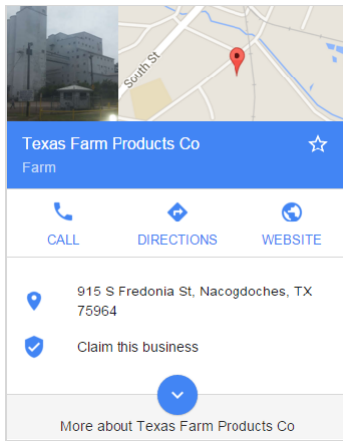 South St
Texas Farm Products Co
Farm
CALL
DIRECTIONS
WEBSITE
915 S Fredonia St, Nacogdoches, TX
75964
Claim this business
More about Texas Farm Products Co